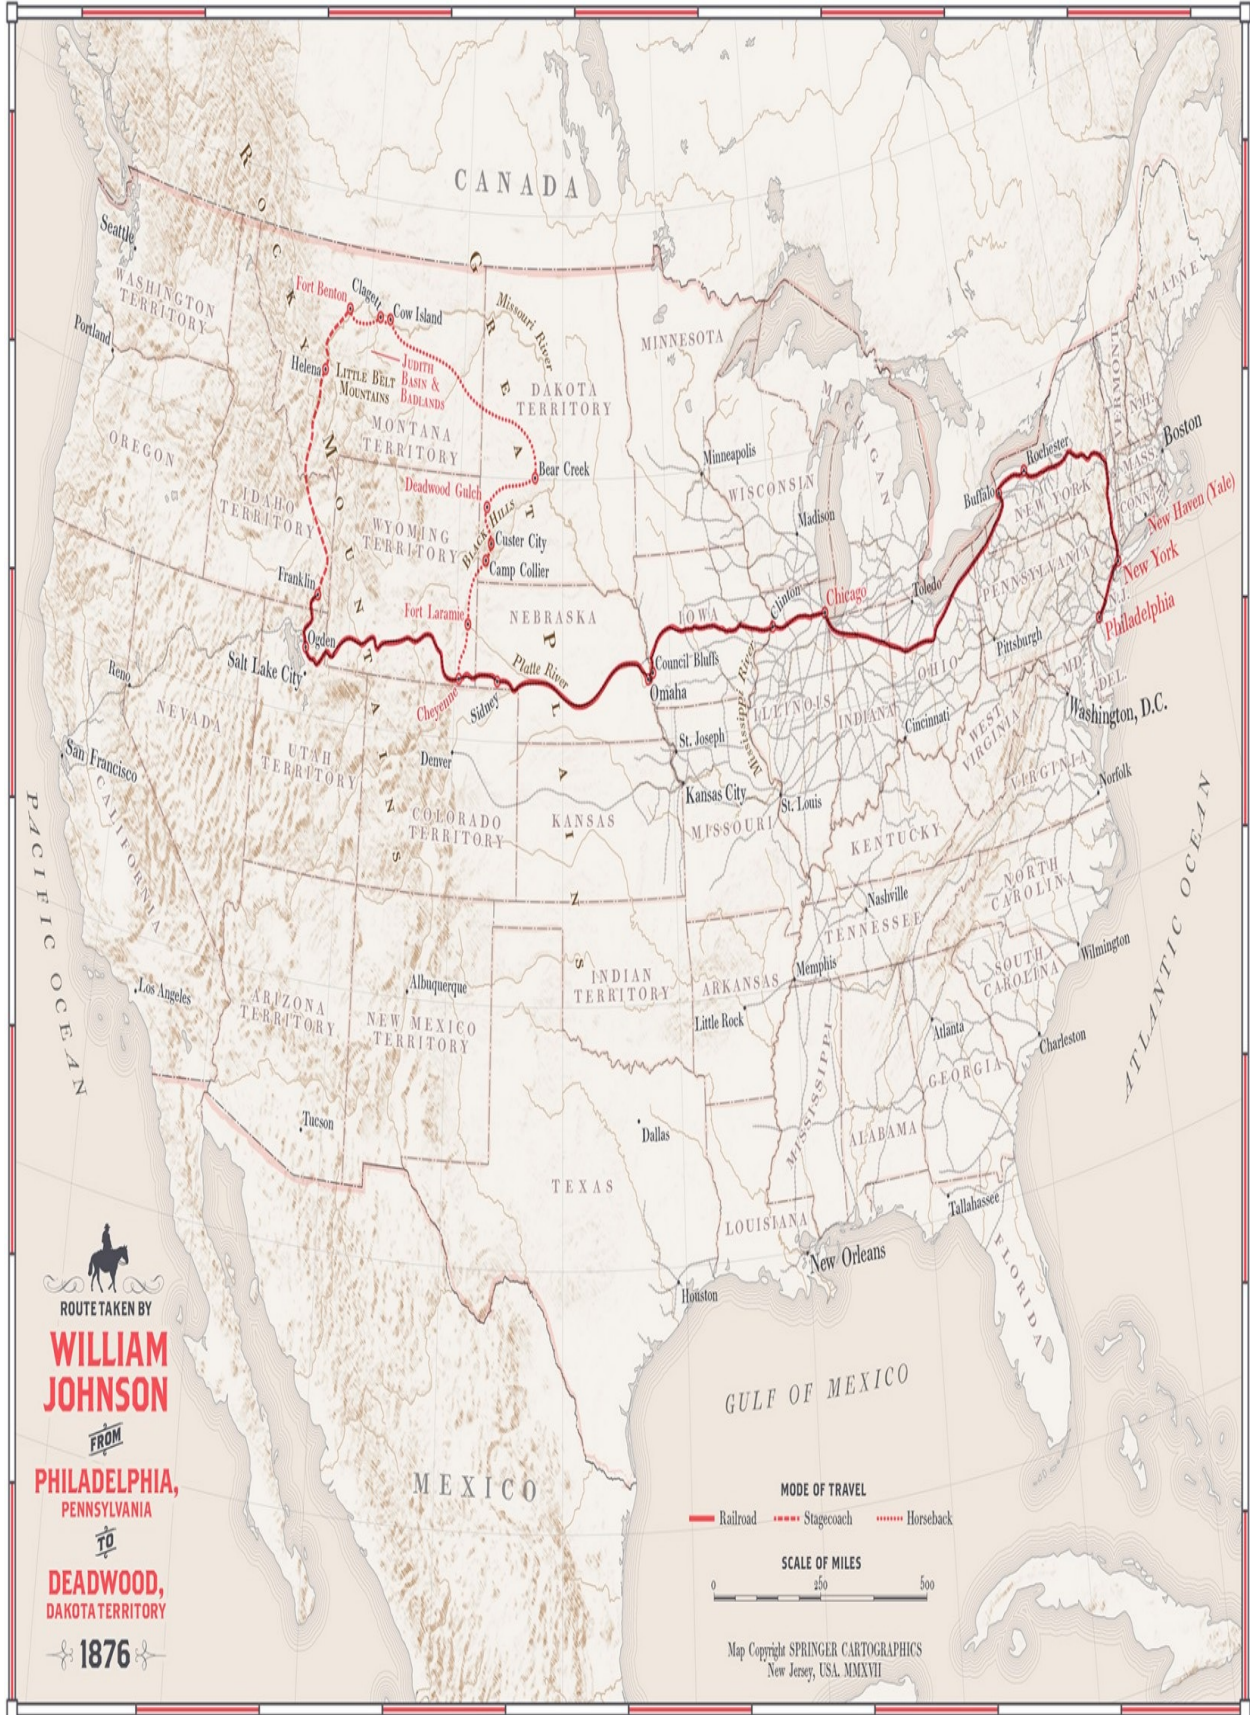 CANADA
ROCKY
MOUNTAINS
GREAT
PLAINS
Seattle
WASHINGTON
TERRITORY
Portland
OREGON
Fort Benton
Clagett
Cow Island
Helena
LITTLE BELT
MOUNTAINS
JUDITH
BASIN &
BADLANDS
MONTANA
TERRITORY
Missouri River
DAKOTA
TERRITORY
MINNESOTA
Bear Creek
Deadwood Gulch
BLACK HILLS
Custer City
Camp Collier
IDAHO
TERRITORY
WYOMING
TERRITORY
Franklin
Fort Laramie
NEBRASKA
Ogden
Salt Lake City
Platte River
Cheyenne
Sidney
Reno
NEVADA
UTAH
TERRITORY
Denver
San Francisco
CALIFORNIA
COLORADO
TERRITORY
KANSAS
Minneapolis
WISCONSIN
Madison
MICHIGAN
IOWA
Clinton
Chicago
Toledo
Council Bluffs
Omaha
Mississippi River
ILLINOIS
INDIANA
OHIO
St. Joseph
Kansas City
St. Louis
MISSOURI
Cincinnati
Pittsburgh
Buffalo
Rochester
NEW YORK
PENNSYLVANIA
VERMONT
N.H.
MAINE
Boston
MASS.
CONN.
New Haven (Yale)
New York
N.J.
Philadelphia
MD.
DEL.
Washington, D.C.
WEST
VIRGINIA
VIRGINIA
Norfolk
KENTUCKY
Nashville
TENNESSEE
NORTH
CAROLINA
Wilmington
Memphis
SOUTH
CAROLINA
ARKANSAS
Little Rock
Atlanta
Charleston
GEORGIA
MISSISSIPPI
ALABAMA
Tallahassee
FLORIDA
LOUISIANA
New Orleans
Houston
INDIAN
TERRITORY
Dallas
TEXAS
Los Angeles
ARIZONA
TERRITORY
Albuquerque
NEW MEXICO
TERRITORY
Tucson
PACIFIC OCEAN
ATLANTIC OCEAN
GULF OF MEXICO
MEXICO
ROUTE TAKEN BY
WILLIAM
JOHNSON
FROM
PHILADELPHIA,
PENNSYLVANIA
TO
DEADWOOD,
DAKOTA TERRITORY
1876
MODE OF TRAVEL
Railroad Stagecoach Horseback
SCALE OF MILES
0 250 500
Map Copyright SPRINGER CARTOGRAPHICS
New Jersey, USA. MMXVII